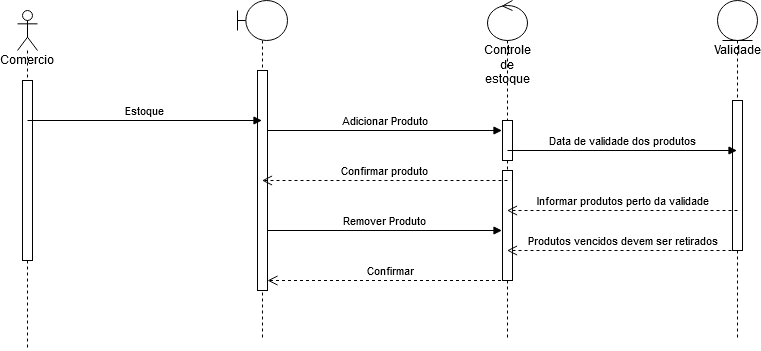 Comercio
Controle
de
estoque
Validade
Estoque
Adicionar Produto
Data de validade dos produtos
Confirmar produto
Informar produtos perto da validade
Remover Produto
Produtos vencidos devem ser retirados
Confirmar